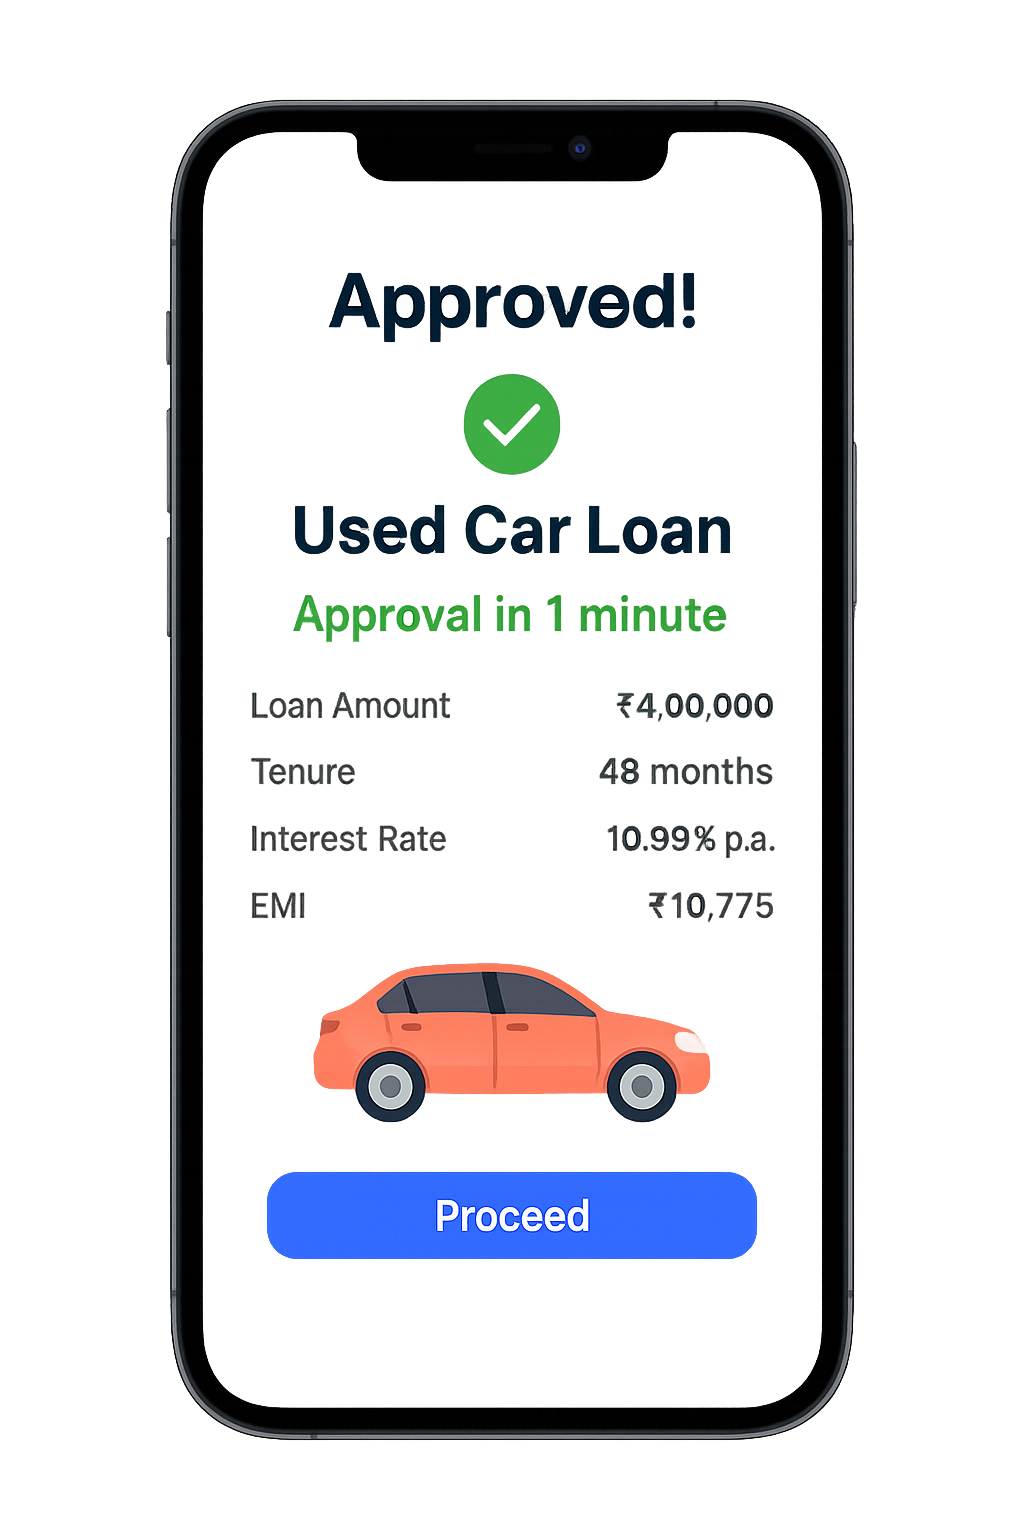 Approved!
Used Car Loan
Approval in 1 minute
Loan Amount ₹4,00,000
Tenure 48 months
Interest Rate 10.99% p.a.
EMI ₹10,775
Proceed